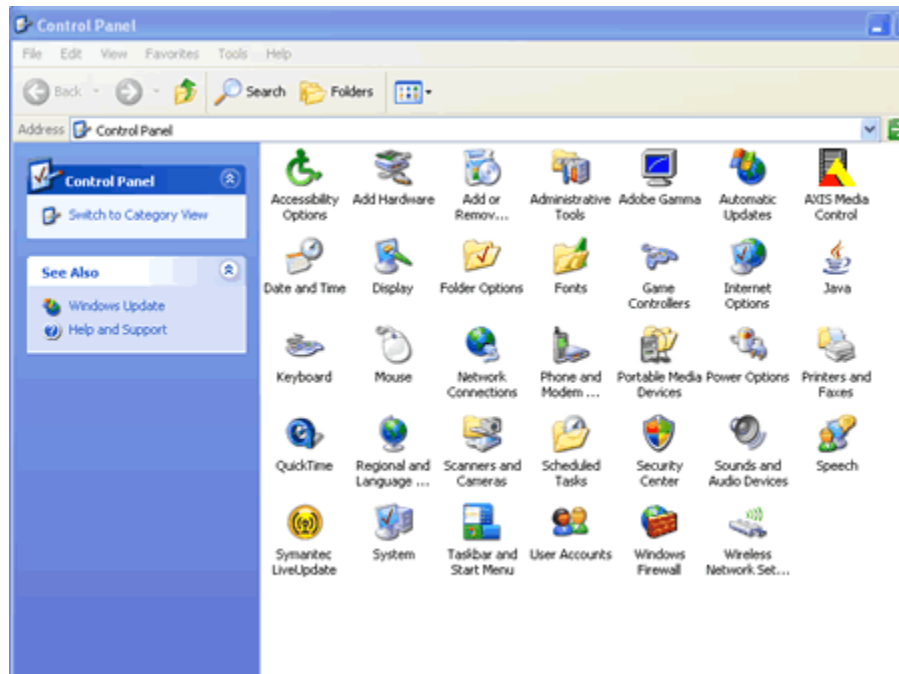 Control Panel
File Edit View Favorites Tools Help
Back Search Folders
Address Control Panel
Control Panel
Switch to Category View
See Also
Windows Update
Help and Support
Accessibility Options
Add Hardware
Add or Remov...
Administrative Tools
Adobe Gamma
Automatic Updates
AXIS Media Control
Date and Time
Display
Folder Options
Fonts
Game Controllers
Internet Options
Java
Keyboard
Mouse
Network Connections
Phone and Modem ...
Portable Media Devices
Power Options
Printers and Faxes
QuickTime
Regional and Language ...
Scanners and Cameras
Scheduled Tasks
Security Center
Sounds and Audio Devices
Speech
Symantec LiveUpdate
System
Taskbar and Start Menu
User Accounts
Windows Firewall
Wireless Network Set...